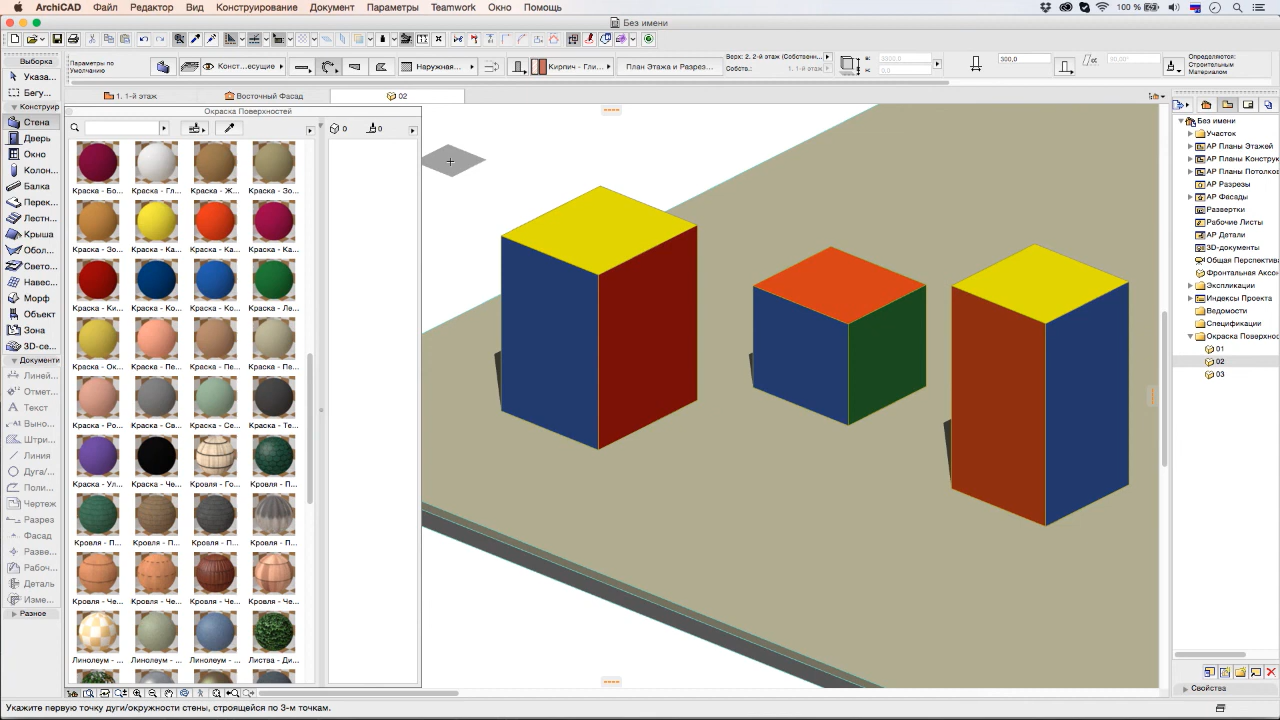 ArchiCAD Файл Редактор Вид Конструирование Документ Параметры Teamwork Окно Помощь 100 %
Без имени
Параметры по Умолчанию
Конст...есущие
Наружная...
Кирпич - Гли...
План Этажа и Разрез...
Верх: 2. 2-й этаж (Собственн...
Собств.: 1. 1-й этаж
3300,0
0,0
300,0
90,00°
Определяются: Строительным Материалом
Выборка
Указа...
Бегу...
Конструир
Стена
Дверь
Окно
Колон...
Балка
Перек...
Лестн...
Крыша
Обол...
Свето...
Навес...
Морф
Объект
Зона
3D-се...
Документи
Линей...
Отмет...
Текст
Выно...
Штри...
Линия
Дуга/...
Поли...
Чертеж
Разрез
Фасад
Разве...
Рабоч...
Деталь
Изме...
Разное
1. 1-й этаж
Восточный Фасад
02
Окраска Поверхностей
0 0
Краска - Бо... Краска - Гл... Краска - Ж... Краска - Зо...
Краска - Зо... Краска - Ка... Краска - Ка... Краска - Ка...
Краска - Ки... Краска - Ко... Краска - Ко... Краска - Ле...
Краска - Ок... Краска - Пе... Краска - Пе... Краска - Пе...
Краска - Ро... Краска - Се... Краска - Се... Краска - Те...
Краска - Ул... Краска - Че... Кровля - Го... Кровля - П...
Кровля - П... Кровля - П... Кровля - П... Кровля - П...
Кровля - Че... Кровля - Че... Кровля - Че... Кровля - Че...
Линолеум - ... Линолеум - ... Линолеум - ... Листва - Ди...
Без имени
Участок
АР Планы Этажей
АР Планы Конструк
АР Планы Потолков
АР Разрезы
АР Фасады
Развертки
Рабочие Листы
АР Детали
3D-документы
Общая Перспектива
Фронтальная Аксон
Экспликации
Индексы Проекта
Ведомости
Спецификации
Окраска Поверхнос
01
02
03
Свойства
Укажите первую точку дуги/окружности стены, строящейся по 3-м точкам.